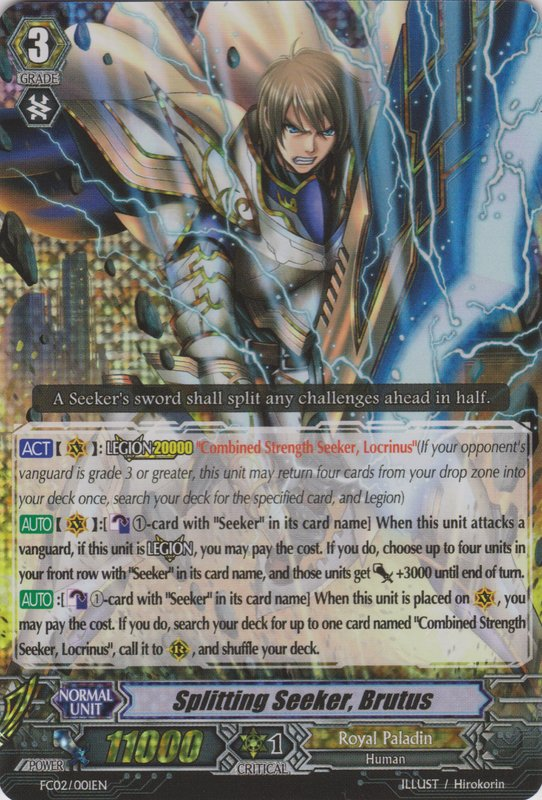 3
GRADE
A Seeker's sword shall split any challenges ahead in half.
ACT【 V 】: LEGION 20000 "Combined Strength Seeker, Locrinus"(If your opponent's
vanguard is grade 3 or greater, this unit may return four cards from your drop zone into
your deck once, search your deck for the specified card, and Legion)
AUTO【 V 】:[ ①-card with "Seeker" in its card name] When this unit attacks a
vanguard, if this unit is LEGION, you may pay the cost. If you do, choose up to four units in
your front row with "Seeker" in its card name, and those units get +3000 until end of turn.
AUTO :[ ①-card with "Seeker" in its card name] When this unit is placed on V , you
may pay the cost. If you do, search your deck for up to one card named "Combined Strength
Seeker, Locrinus", call it to R , and shuffle your deck.
NORMAL
UNIT
Splitting Seeker, Brutus
POWER
11000
1
CRITICAL
Royal Paladin
Human
FC02/001EN
ILLUST / Hirokorin